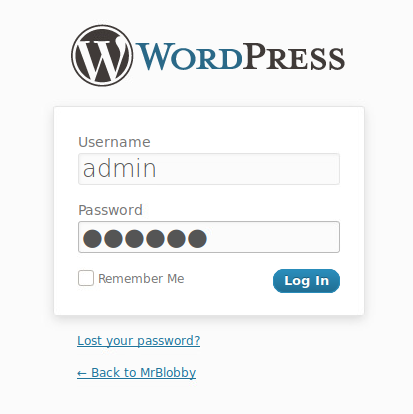 WORDPRESS
Username
admin
Password
●●●●●●
Remember Me
Log In
Lost your password?
← Back to MrBlobby